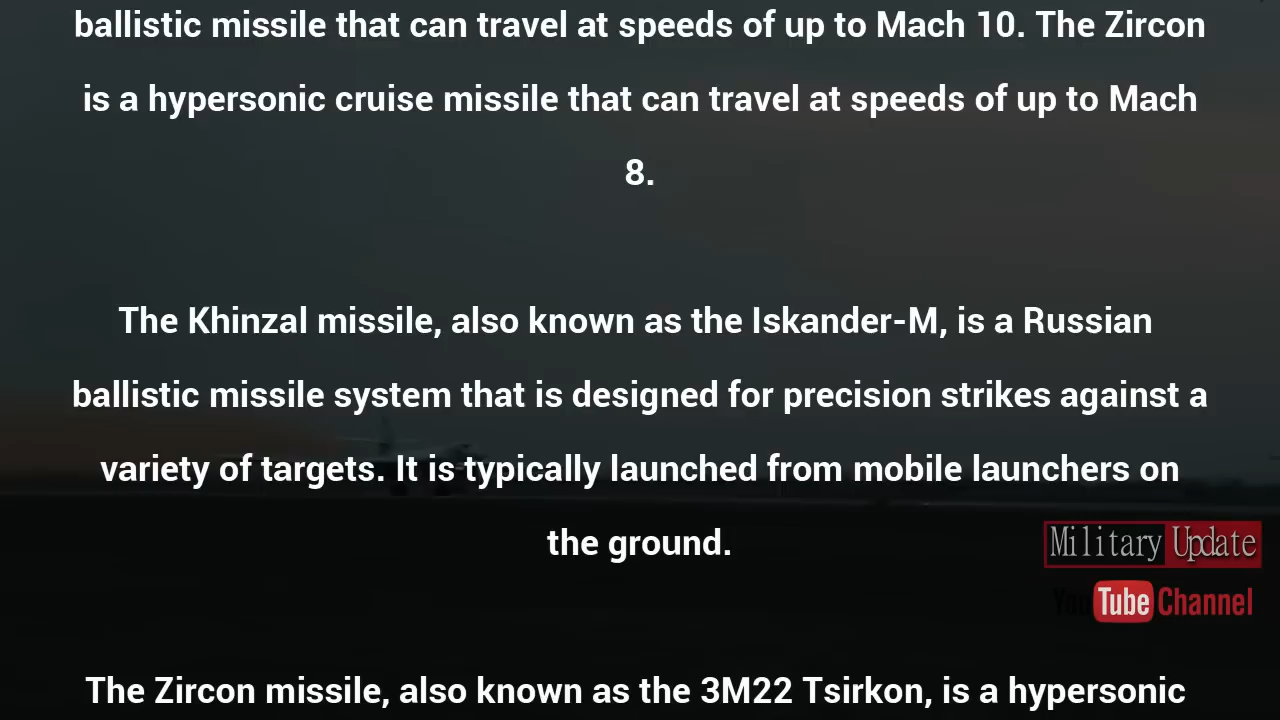 ballistic missile that can travel at speeds of up to Mach 10. The Zircon
is a hypersonic cruise missile that can travel at speeds of up to Mach
8.
The Khinzal missile, also known as the Iskander-M, is a Russian
ballistic missile system that is designed for precision strikes against a
variety of targets. It is typically launched from mobile launchers on
the ground.
Military Update
YouTube Channel
The Zircon missile, also known as the 3M22 Tsirkon, is a hypersonic